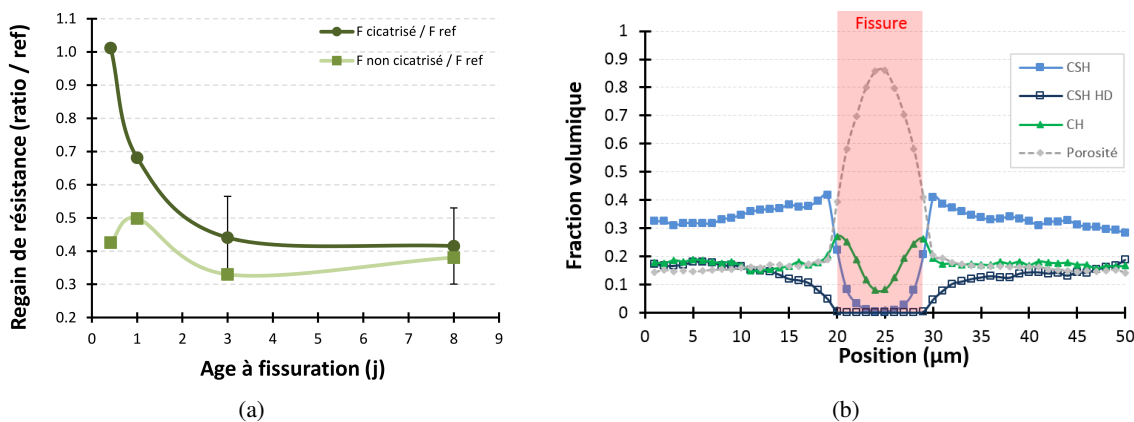 Regain de résistance (ratio / ref)
1.1
1.0
0.9
0.8
0.7
0.6
0.5
0.4
0.3
0.2
F cicatrisé / F ref
F non cicatrisé / F ref
0 1 2 3 4 5 6 7 8 9
Age à fissuration (j)
(a)
Fraction volumique
1
0.9
0.8
0.7
0.6
0.5
0.4
0.3
0.2
0.1
0
Fissure
CSH
CSH HD
CH
Porosité
0 5 10 15 20 25 30 35 40 45 50
Position (µm)
(b)